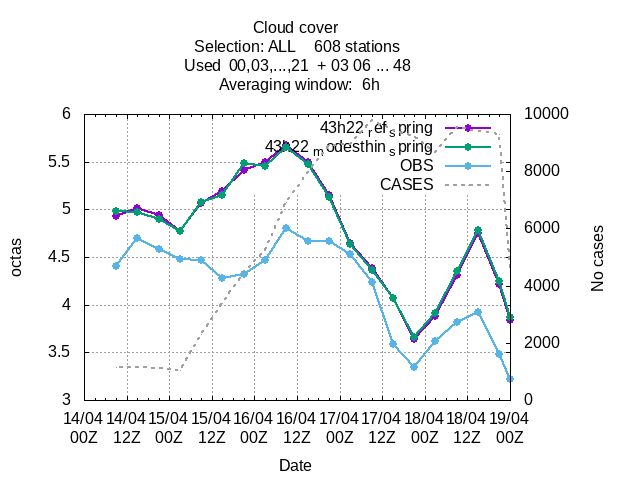 Cloud cover
Selection: ALL 608 stations
Used 00,03,...,21 + 03 06 ... 48
Averaging window: 6h
6
5.5
5
4.5
4
3.5
3
octas
10000
8000
6000
4000
2000
0
No cases
43h22_ref_spring
43h22_modesthin_spring
OBS
CASES
14/04 14/04 15/04 15/04 16/04 16/04 17/04 17/04 18/04 18/04 19/04
00Z 12Z 00Z 12Z 00Z 12Z 00Z 12Z 00Z 12Z 00Z
Date